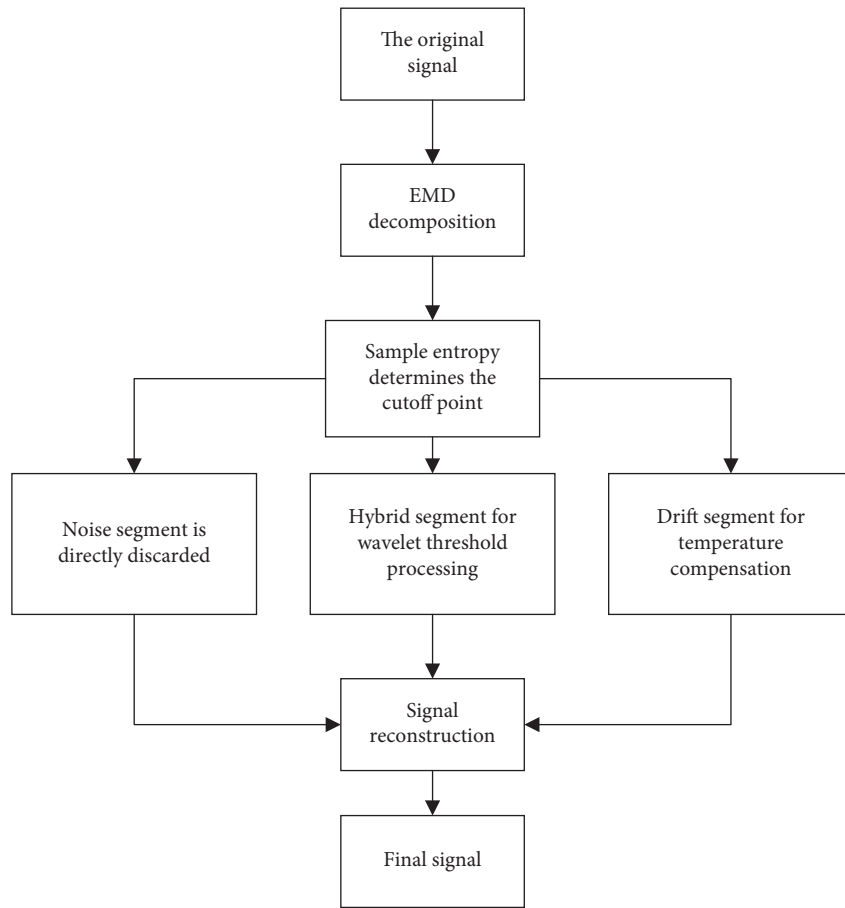 The original
signal
EMD
decomposition
Sample entropy
determines the
cutoff point
Noise segment is
directly discarded
Hybrid segment for
wavelet threshold
processing
Drift segment for
temperature
compensation
Signal
reconstruction
Final signal